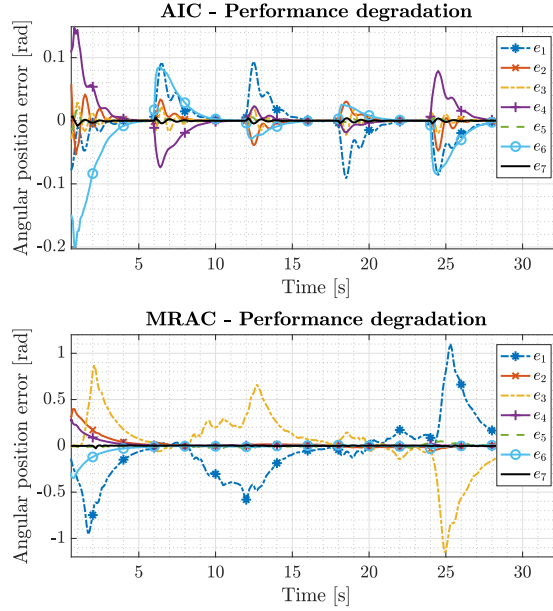 AIC - Performance degradation
Angular position error [rad]
0.1
0
-0.1
-0.2
5
10
15
20
25
30
Time [s]
e1
e2
e3
e4
e5
e6
e7
MRAC - Performance degradation
Angular position error [rad]
1
0.5
0
-0.5
-1
5
10
15
20
25
30
Time [s]
e1
e2
e3
e4
e5
e6
e7